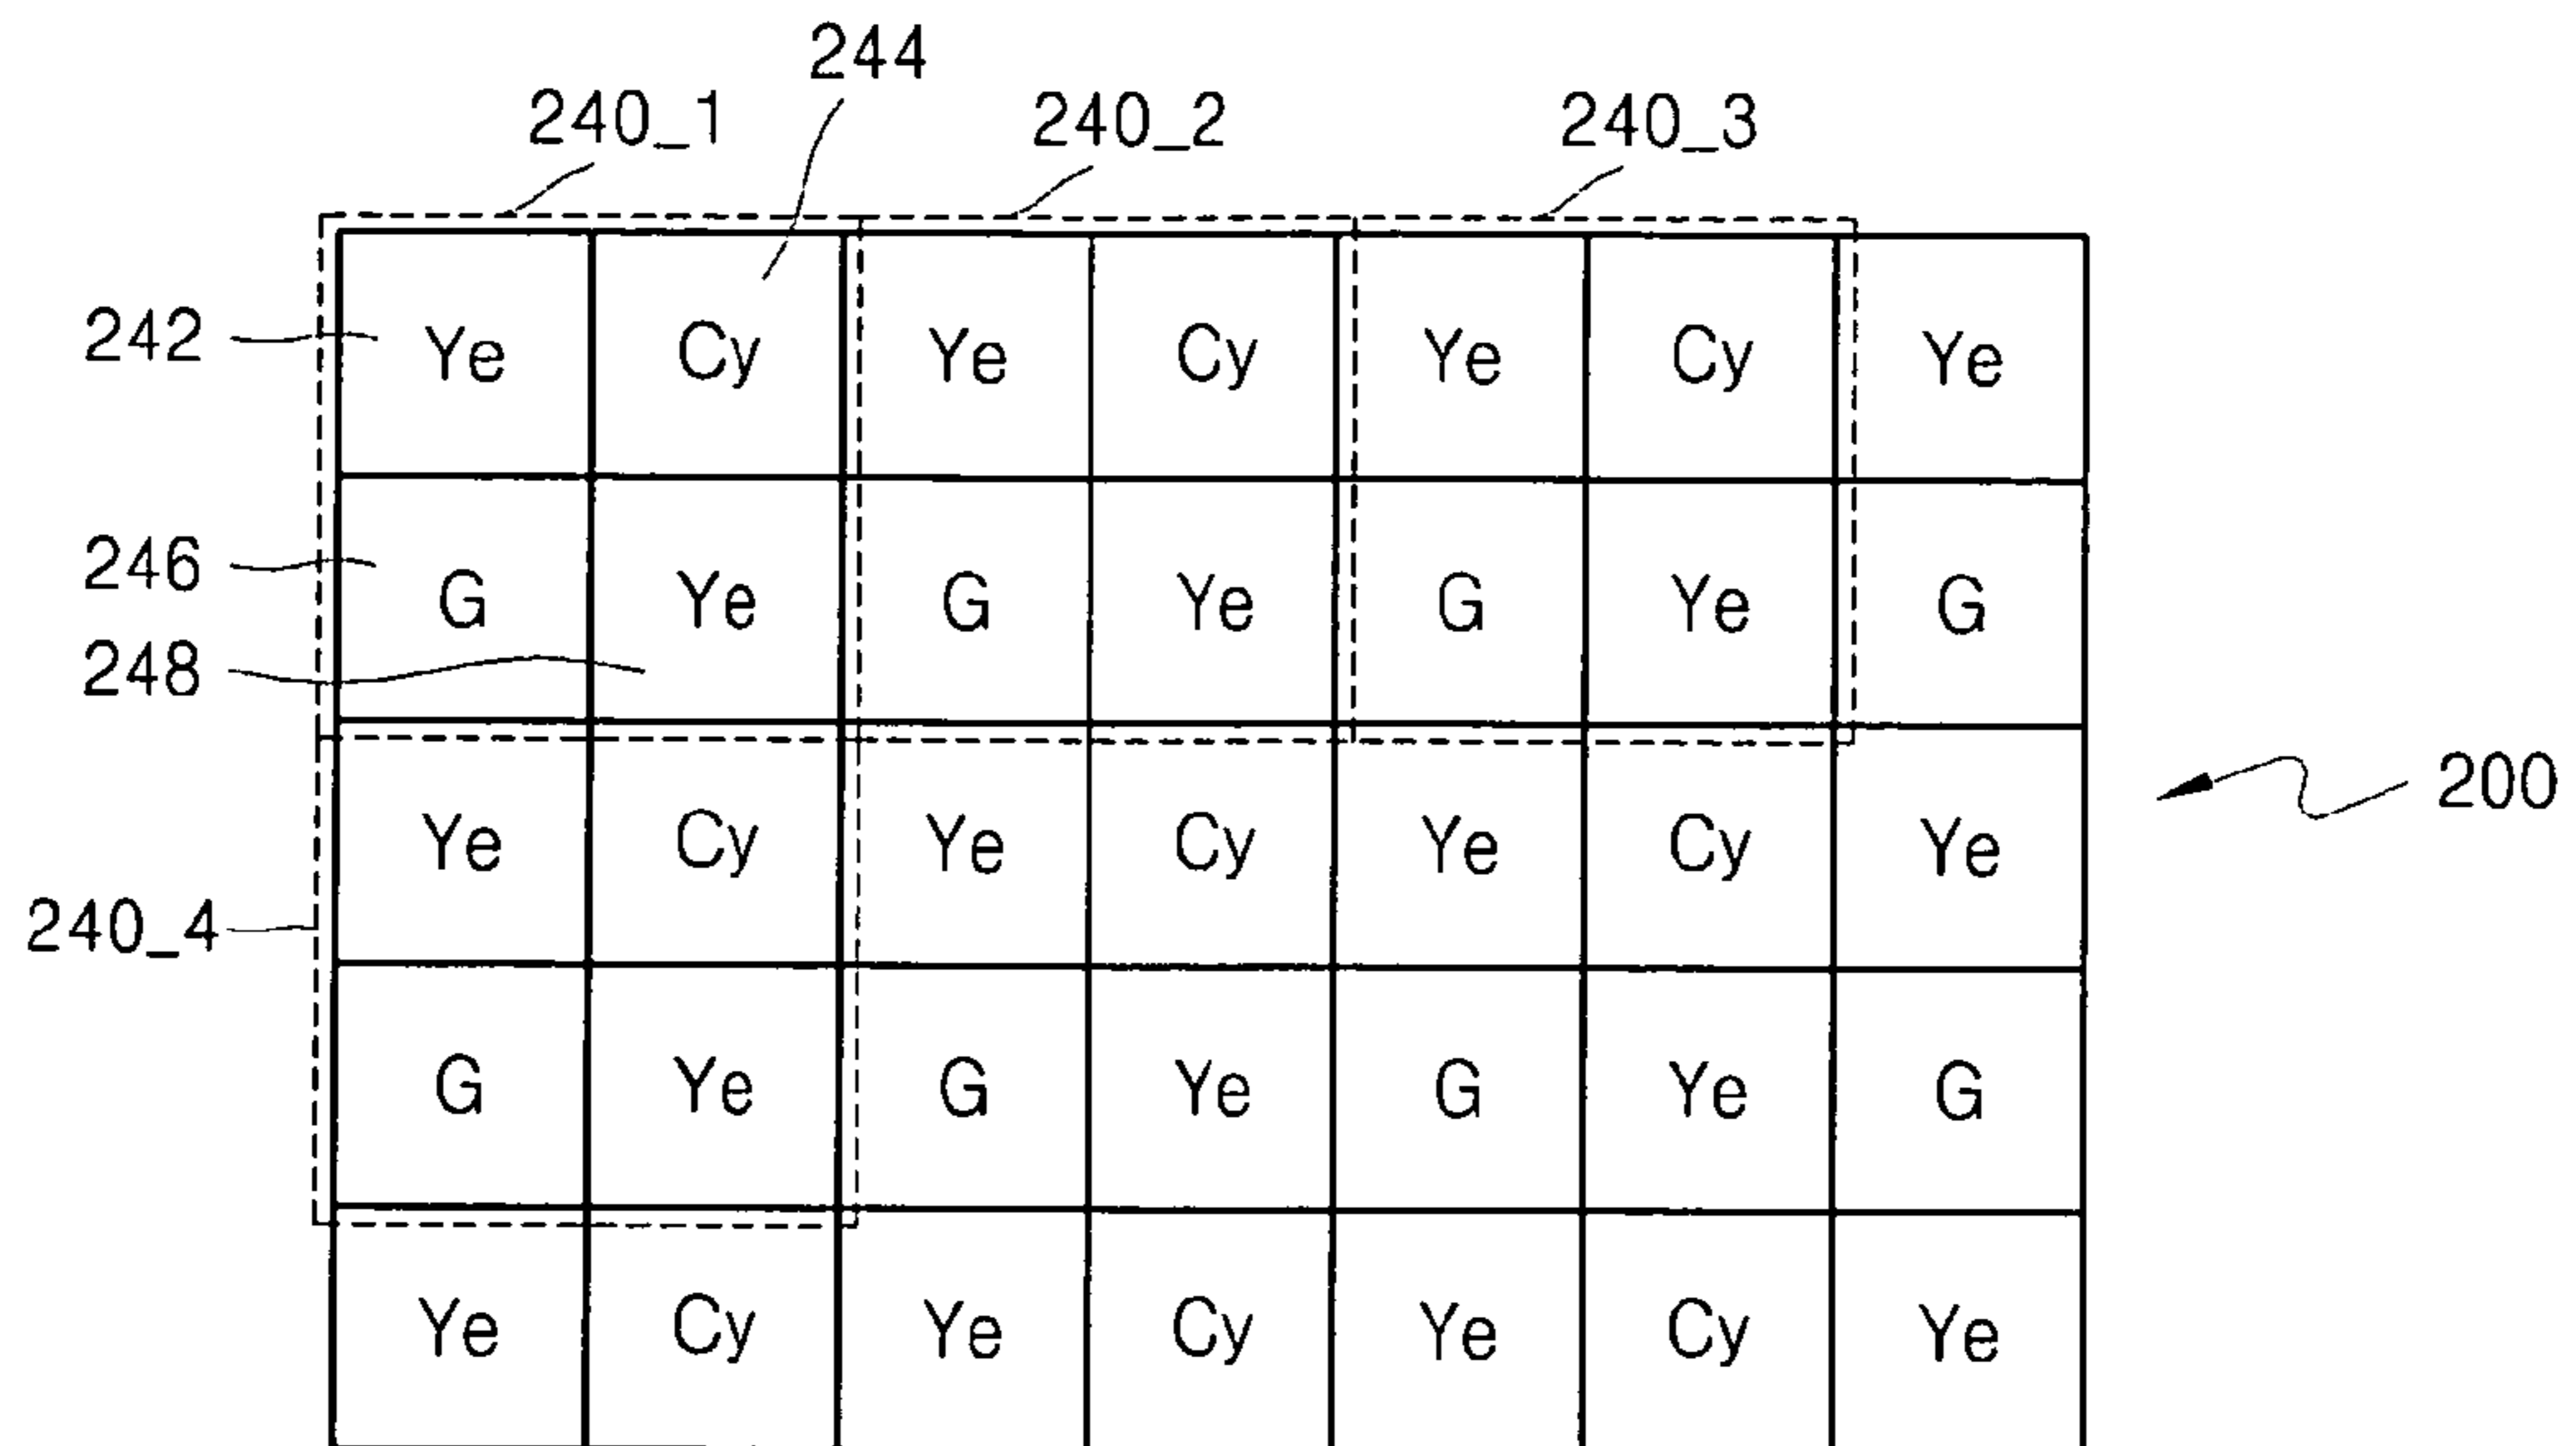 244
240_1 240_2 240_3
242 Ye Cy Ye Cy Ye Cy Ye
246 G Ye G Ye G Ye G
248
200
Ye Cy Ye Cy Ye Cy Ye
240_4
G Ye G Ye G Ye G
Ye Cy Ye Cy Ye Cy Ye